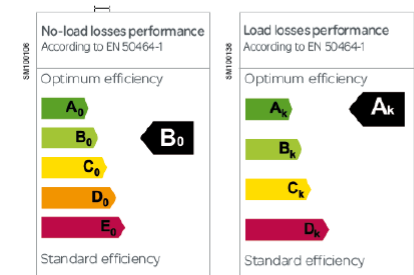 No-load losses performance
According to EN 50464-1
SM100106
Optimum efficiency
A0
B0
B0
C0
D0
E0
Standard efficiency
Load losses performance
According to EN 50464-1
SM100136
Optimum efficiency
Ak
Ak
Bk
Ck
Dk
Standard efficiency